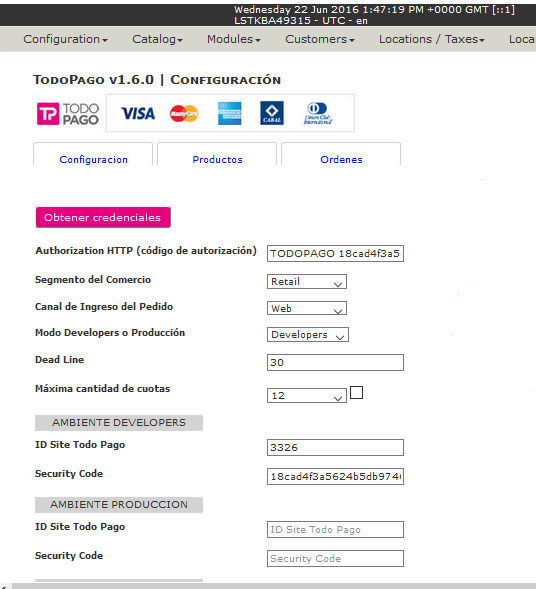 Wednesday 22 Jun 2016 1:47:19 PM +0000 GMT [::1]
LSTKBA49315 - UTC - en
Configuration Catalog Modules Customers Locations / Taxes Loca
TodoPago v1.6.0 | Configuración
TP TODO PAGO VISA MasterCard AMERICAN EXPRESS CABAL Diners Club International
Configuracion Productos Ordenes
Obtener credenciales
Authorization HTTP (código de autorización) TODOPAGO 18cad4f3a5
Segmento del Comercio Retail
Canal de Ingreso del Pedido Web
Modo Developers o Producción Developers
Dead Line 30
Máxima cantidad de cuotas 12
AMBIENTE DEVELOPERS
ID Site Todo Pago 3326
Security Code 18cad4f3a5624b5db974
AMBIENTE PRODUCCION
ID Site Todo Pago ID Site Todo Pago
Security Code Security Code